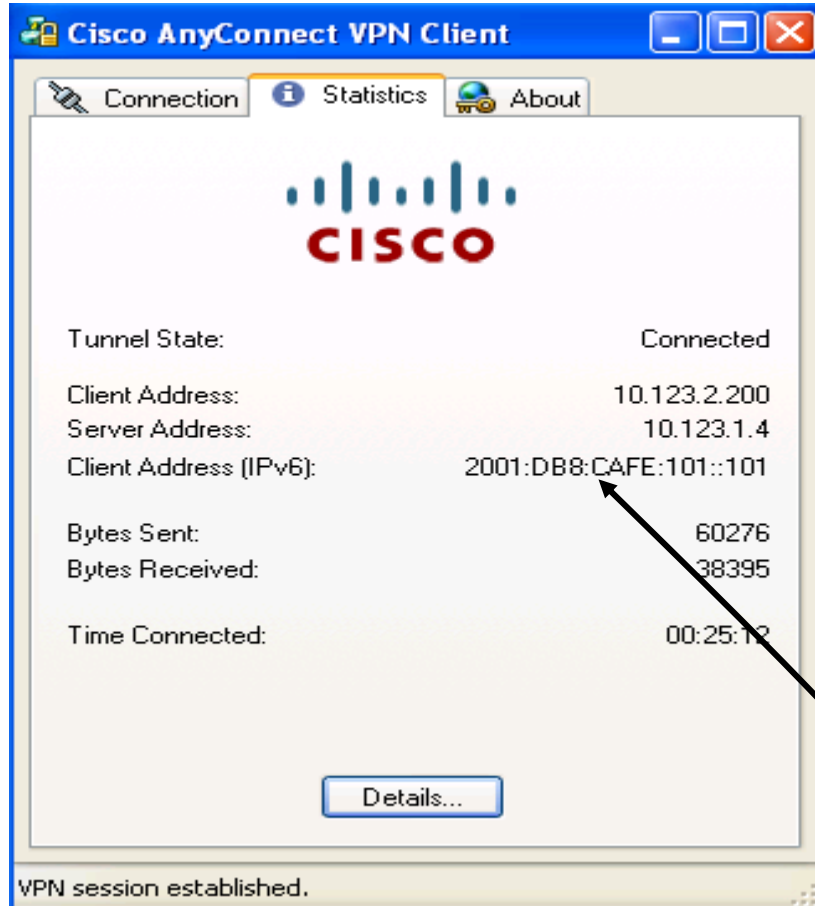 Cisco AnyConnect VPN Client
Connection Statistics About
CISCO
Tunnel State: Connected
Client Address: 10.123.2.200
Server Address: 10.123.1.4
Client Address (IPv6): 2001:DB8:CAFE:101::101
Bytes Sent: 60276
Bytes Received: 38395
Time Connected: 00:25:12
Details...
VPN session established.